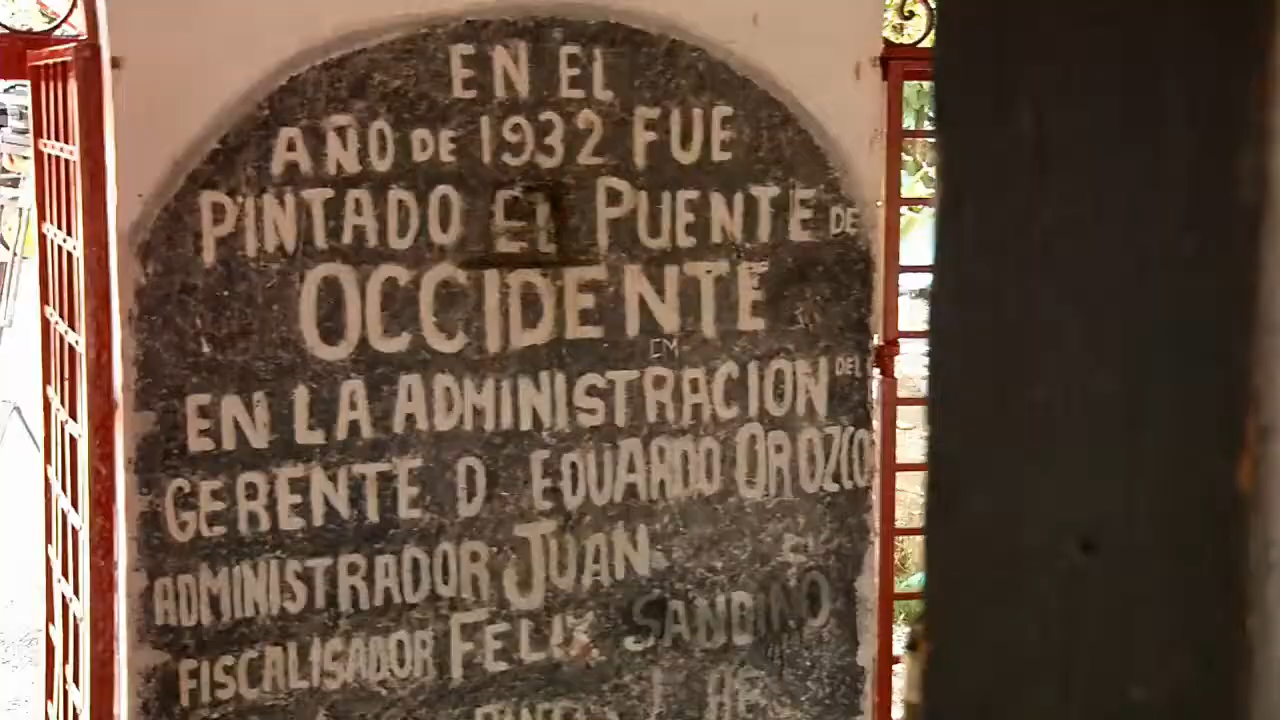 EN EL
AÑO DE 1932 FUE
PINTADO EL PUENTE DE
OCCIDENTE
EN LA ADMINISTRACION DEL
GERENTE D EDUARDO OROZCO
ADMINISTRADOR JUAN
FISCALISADOR FELIX SANDINO